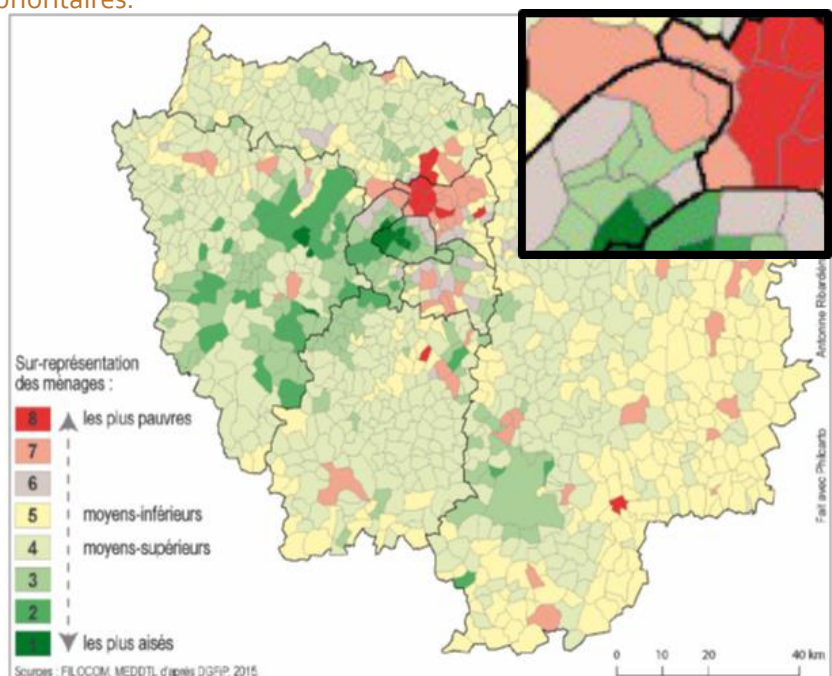 prioritaires.
Sur-représentation
des ménages :
8 les plus pauvres
7
6
5 moyens-inférieurs
4 moyens-supérieurs
3
2
1 les plus aisés
Sources : FILOCOM, MEDDTL d'après DGFiP, 2015
0 10 20 40 km
Antonine Ribardière
Fait avec Philcarto